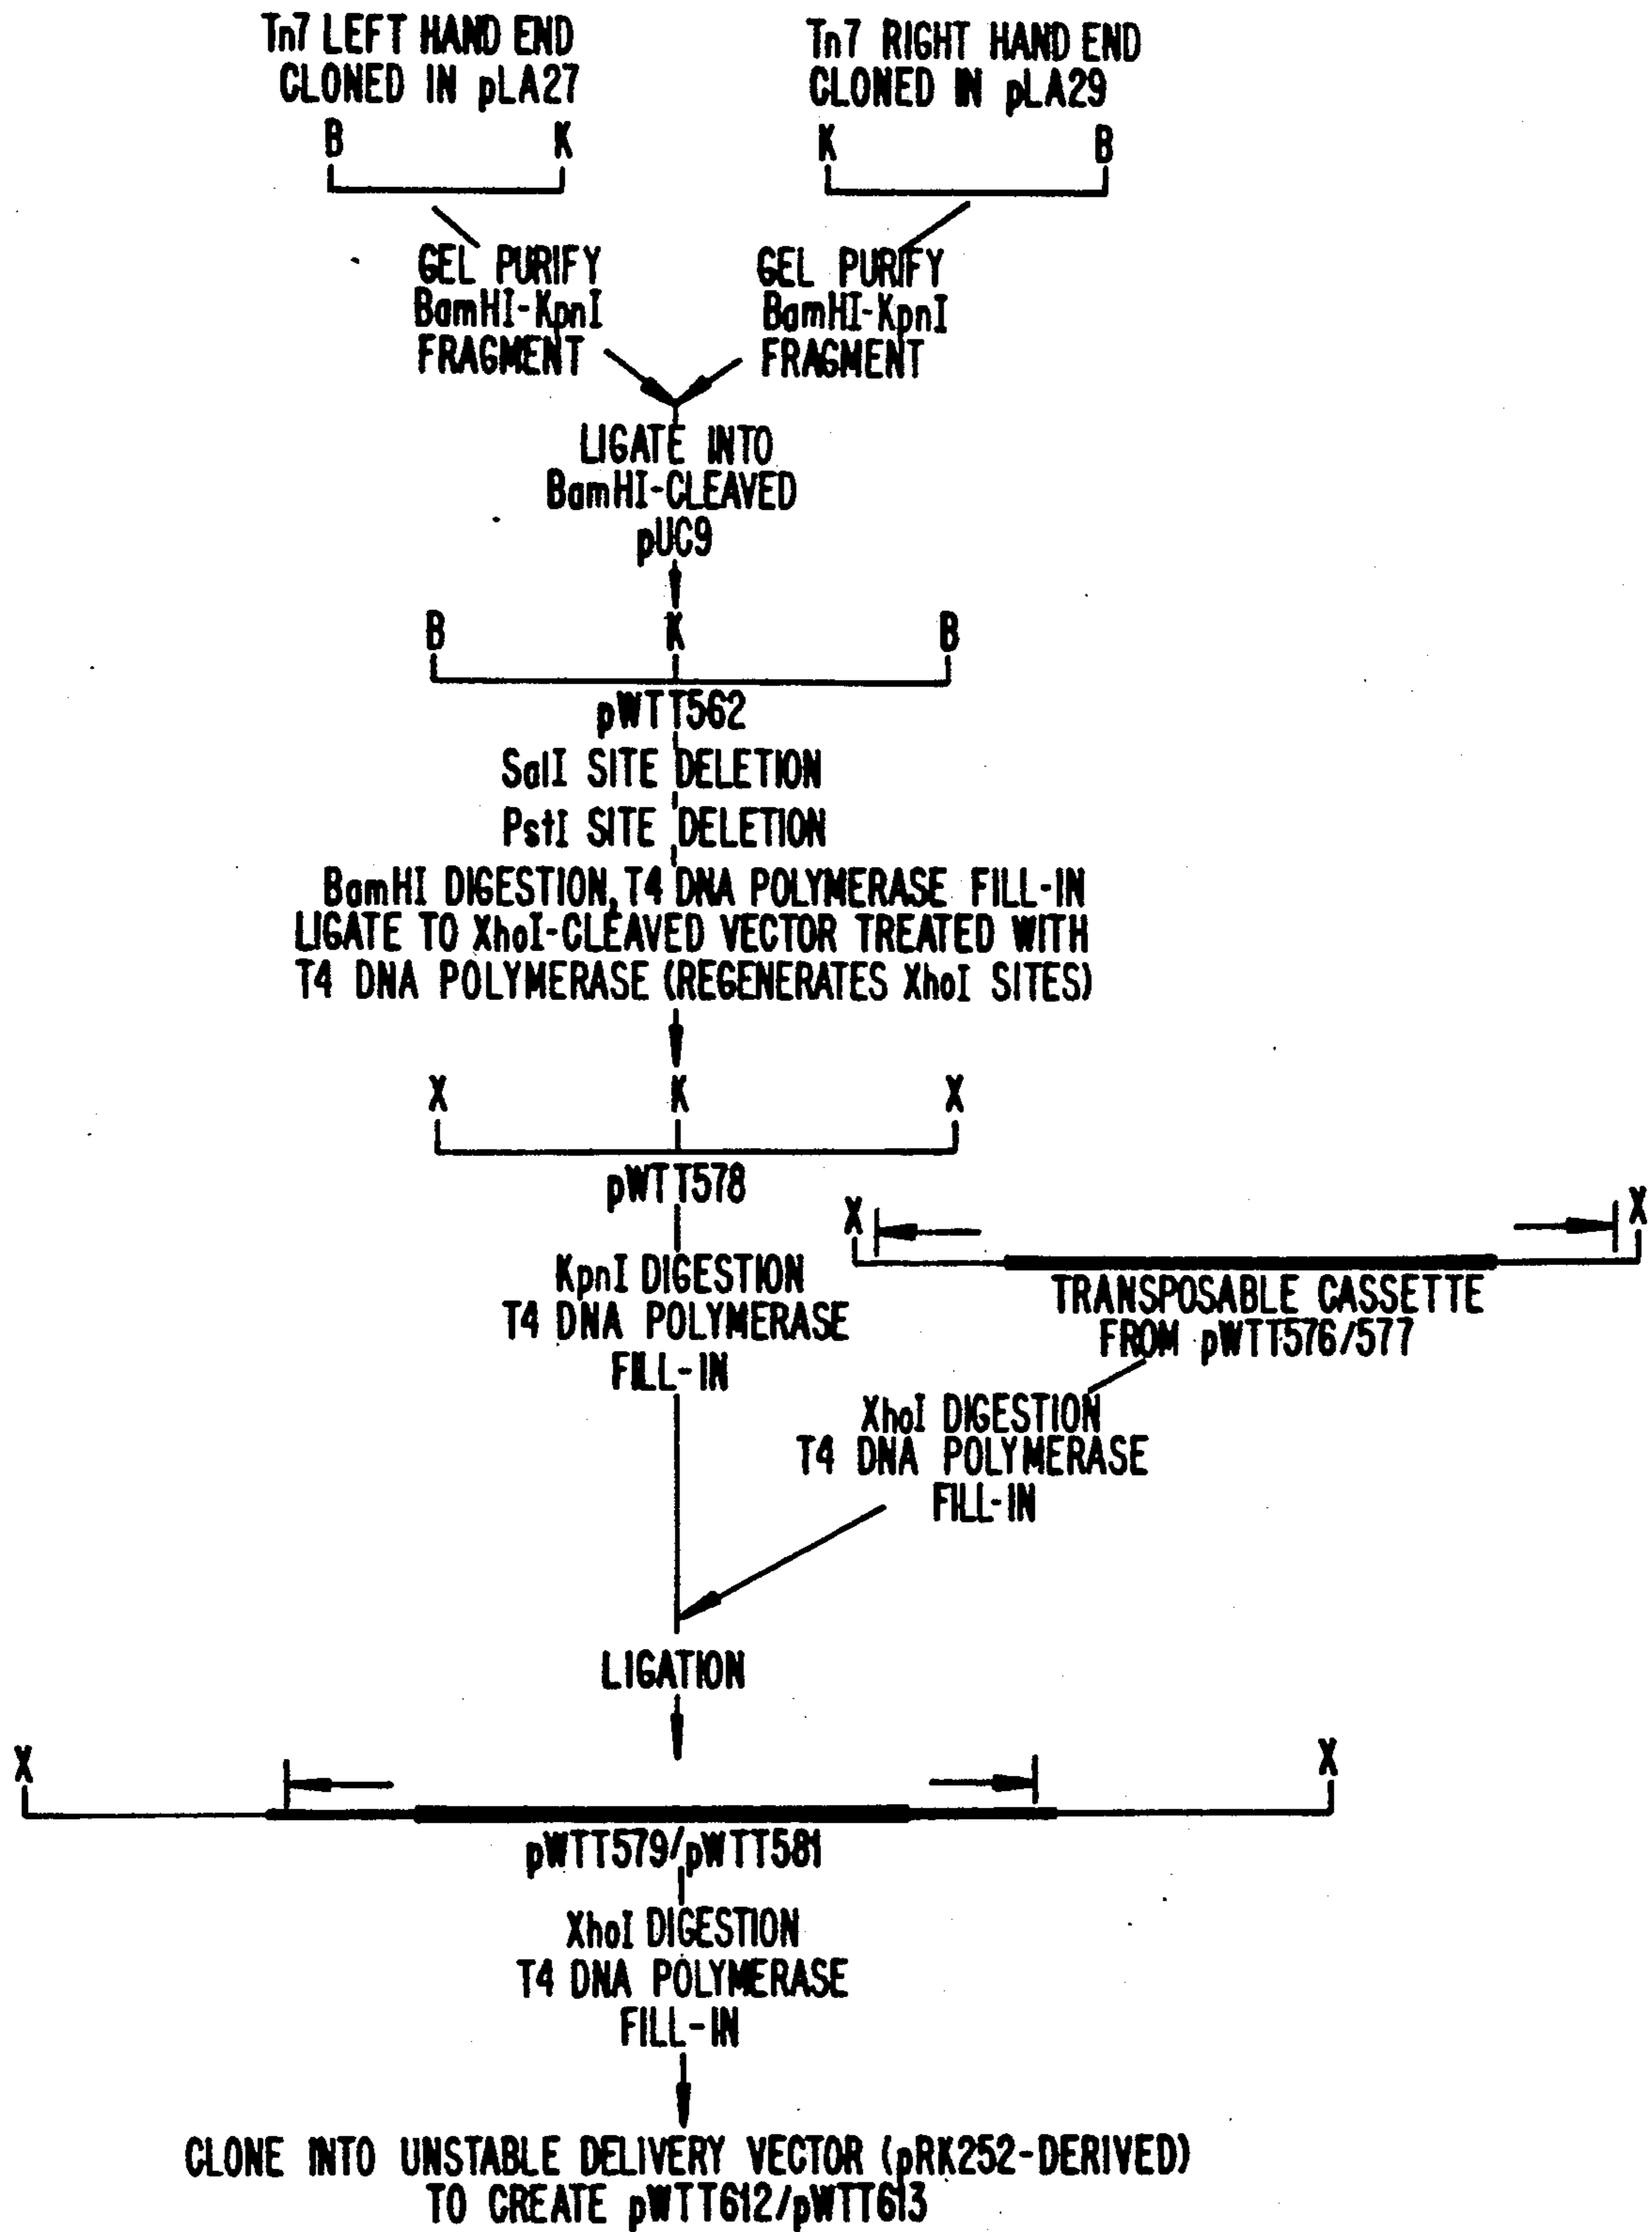 Tn7 LEFT HAND END
CLONED IN pLA27
B K
Tn7 RIGHT HAND END
CLONED IN pLA29
K B
GEL PURIFY
BamHI-KpnI
FRAGMENT
GEL PURIFY
BamHI-KpnI
FRAGMENT
LIGATE INTO
BamHI-CLEAVED
pUC9
B K B
pWTT562
SalI SITE DELETION
PstI SITE DELETION
BamHI DIGESTION, T4 DNA POLYMERASE FILL-IN
LIGATE TO XhoI-CLEAVED VECTOR TREATED WITH
T4 DNA POLYMERASE (REGENERATES XhoI SITES)
X K X
pWTT578
KpnI DIGESTION
T4 DNA POLYMERASE
FILL-IN
X X
TRANSPOSABLE CASSETTE
FROM pWTT576/577
XhoI DIGESTION
T4 DNA POLYMERASE
FILL-IN
LIGATION
X X
pWTT579/pWTT581
XhoI DIGESTION
T4 DNA POLYMERASE
FILL-IN
CLONE INTO UNSTABLE DELIVERY VECTOR (pRK252-DERIVED)
TO CREATE pWTT612/pWTT613